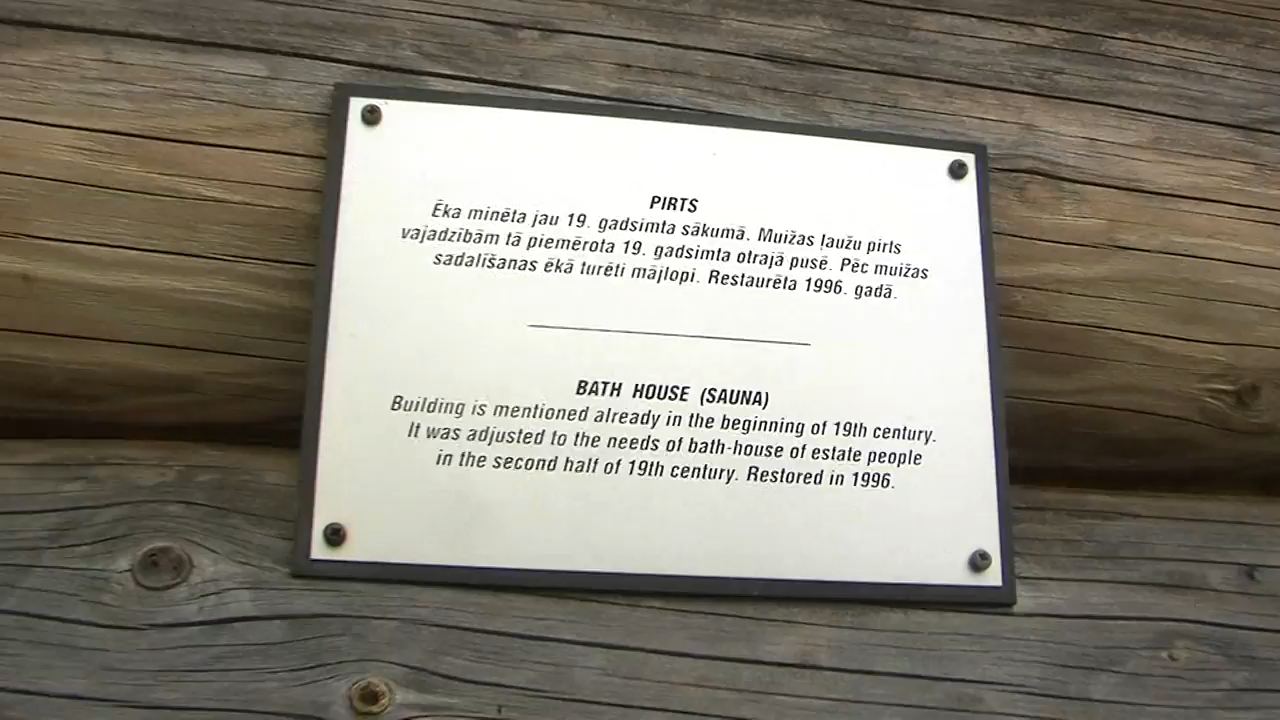 PIRTS
Ēka minēta jau 19. gadsimta sākumā. Muižas ļaužu pirts
vajadzībām tā piemērota 19. gadsimta otrajā pusē. Pēc muižas
sadalīšanas ēkā turēti mājlopi. Restaurēta 1996. gadā.
BATH HOUSE (SAUNA)
Building is mentioned already in the beginning of 19th century.
It was adjusted to the needs of bath-house of estate people
in the second half of 19th century. Restored in 1996.